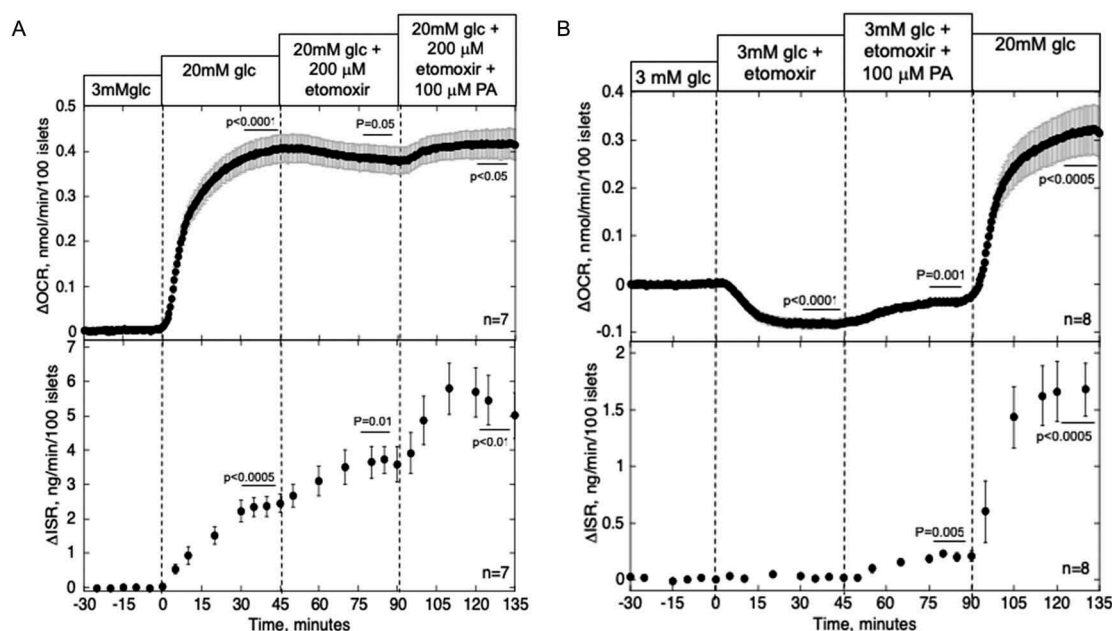 A
3mMglc
20mM glc
20mM glc +
200 μM
etomoxir
20mM glc +
200 μM
etomoxir +
100 μM PA
ΔOCR, nmol/min/100 islets
0.5
0.4
0.3
0.2
0.1
0
p<0.0001
P=0.05
p<0.05
n=7
ΔISR, ng/min/100 islets
7
6
5
4
3
2
1
0
p<0.0005
P=0.01
p<0.01
n=7
-30 -15 0 15 30 45 60 75 90 105 120 135
Time, minutes
B
3 mM glc
3mM glc +
etomoxir
3mM glc +
etomoxir +
100 μM PA
20mM glc
ΔOCR, nmol/min/100 islets
0.4
0.3
0.2
0.1
0
-0.1
p<0.0001
P=0.001
p<0.0005
n=8
ΔISR, ng/min/100 islets
2
1.5
1
0.5
0
P=0.005
p<0.0005
n=8
-30 -15 0 15 30 45 60 75 90 105 120 135
Time, minutes